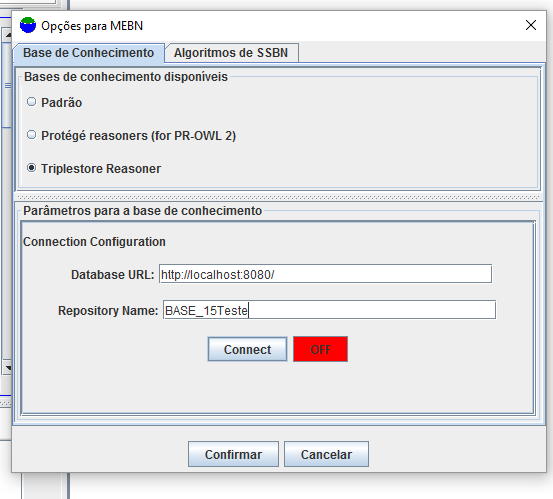 Opções para MEBN
Base de Conhecimento
Algoritmos de SSBN
Bases de conhecimento disponíveis
Padrão
Protégé reasoners (for PR-OWL 2)
Triplestore Reasoner
Parâmetros para a base de conhecimento
Connection Configuration
Database URL: http://localhost:8080/
Repository Name: BASE_15Teste
Connect OFF
Confirmar Cancelar